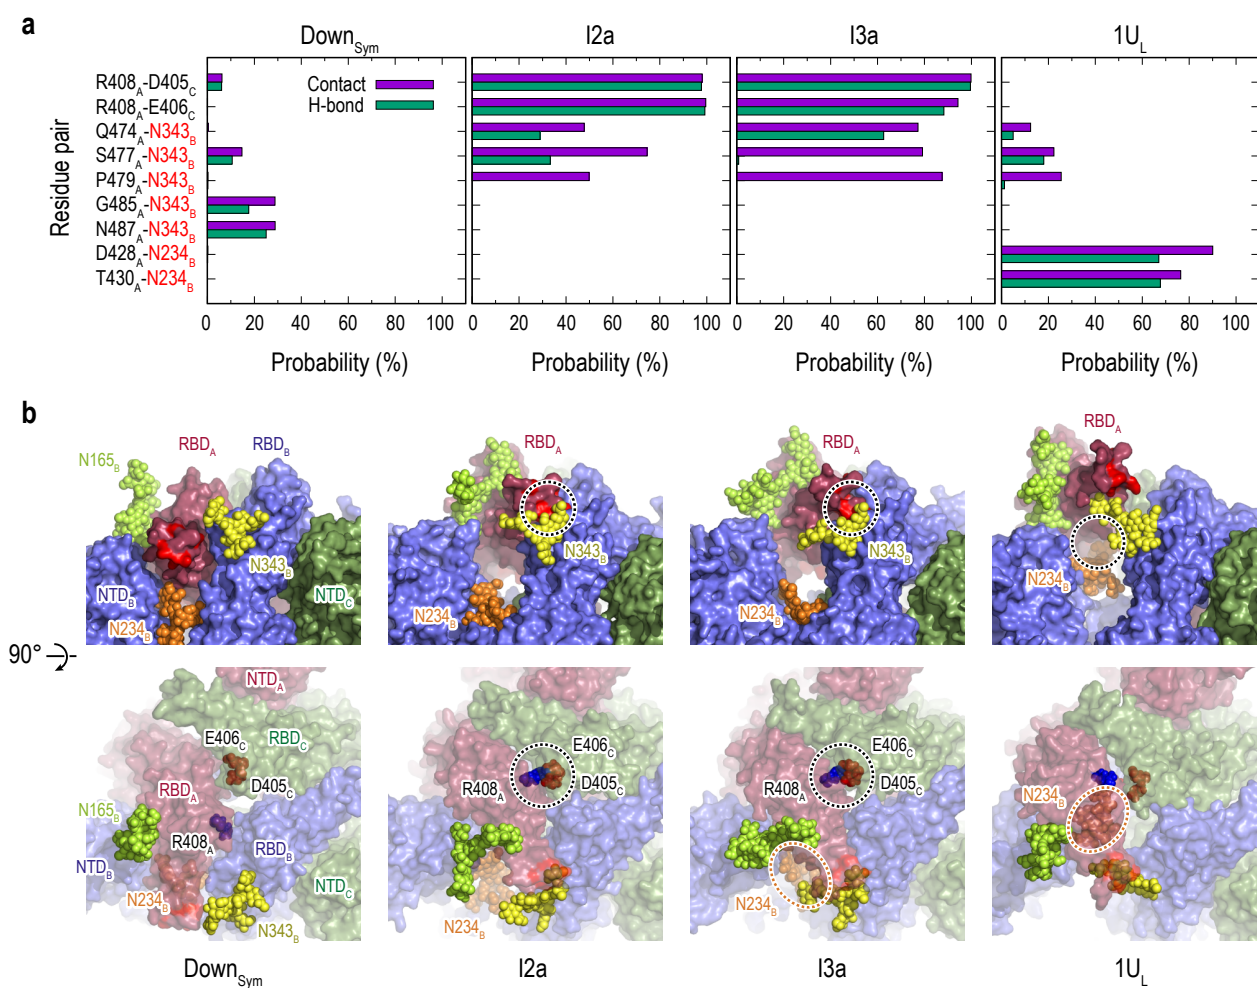 a
Down_Sym I2a I3a 1U_L
Residue pair
R408_A-D405_C
R408_A-E406_C
Q474_A-N343_B
S477_A-N343_B
P479_A-N343_B
G485_A-N343_B
N487_A-N343_B
D428_A-N234_B
T430_A-N234_B
Contact
H-bond
0 20 40 60 80 100 0 20 40 60 80 100 0 20 40 60 80 100 0 20 40 60 80 100
Probability (%) Probability (%) Probability (%) Probability (%)
b
N165_B RBD_A RBD_B N343_B NTD_B NTD_C N234_B
RBD_A N343_B
RBD_A N343_B
RBD_A N234_B
90°
NTD_A E406_C RBD_C D405_C RBD_A N165_B R408_A RBD_B NTD_B NTD_C N234_B N343_B
E406_C R408_A D405_C N234_B
E406_C R408_A D405_C N234_B
N234_B
Down_Sym I2a I3a 1U_L